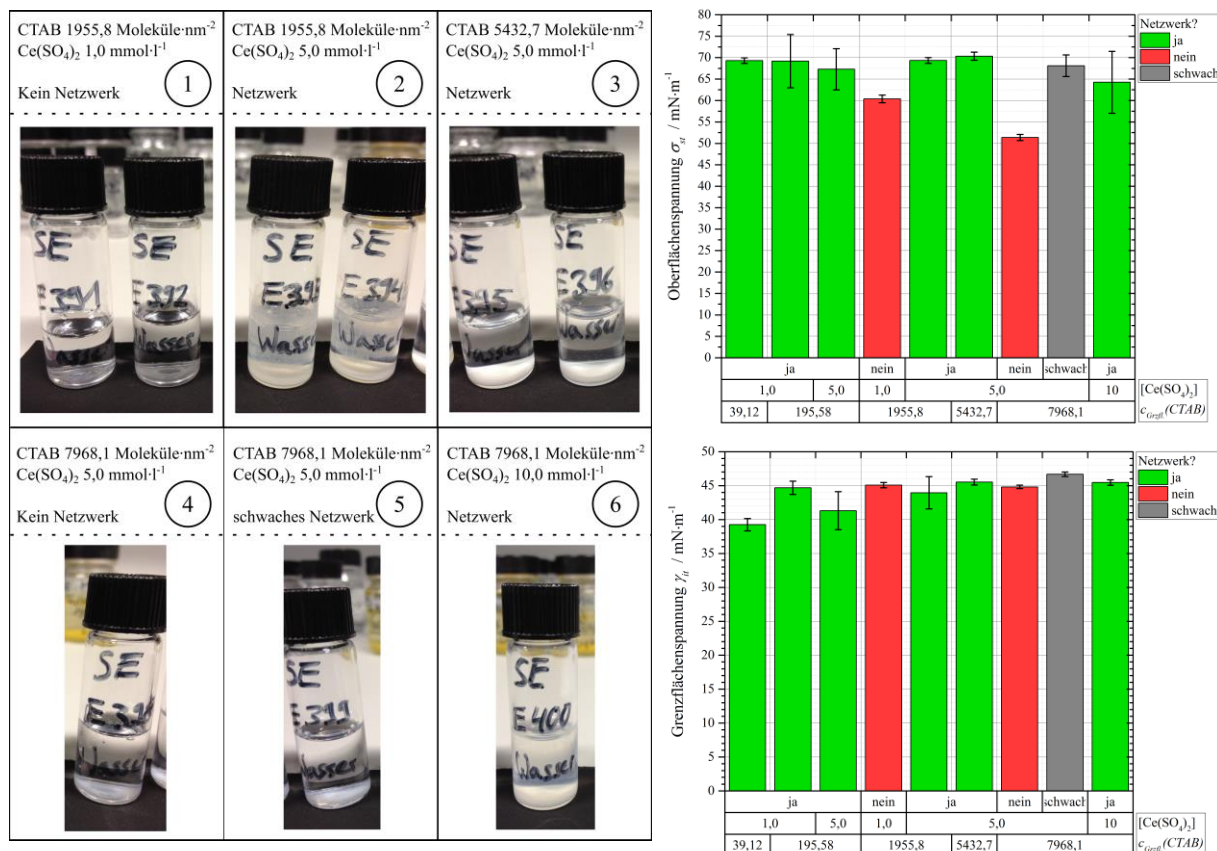 CTAB 1955,8 Moleküle·nm⁻²
Ce(SO₄)₂ 1,0 mmol·l⁻¹
1
Kein Netzwerk
SE
SE
E391
E392
Wasser
Wasser
CTAB 1955,8 Moleküle·nm⁻²
Ce(SO₄)₂ 5,0 mmol·l⁻¹
2
Netzwerk
SE
SE
E393
E394
Wasser
Wasser
CTAB 5432,7 Moleküle·nm⁻²
Ce(SO₄)₂ 5,0 mmol·l⁻¹
3
Netzwerk
SE
SE
E395
E396
Wasser
Wasser
CTAB 7968,1 Moleküle·nm⁻²
Ce(SO₄)₂ 5,0 mmol·l⁻¹
4
Kein Netzwerk
SE
Wasser
CTAB 7968,1 Moleküle·nm⁻²
Ce(SO₄)₂ 5,0 mmol·l⁻¹
schwaches Netzwerk
5
SE
E399
Wasser
CTAB 7968,1 Moleküle·nm⁻²
Ce(SO₄)₂ 10,0 mmol·l⁻¹
6
Netzwerk
SE
E400
Wasser
Oberflächenspannung σst / mN·m⁻¹
80
75
70
65
60
55
50
45
40
35
30
25
20
15
10
5
0
ja nein ja nein schwach ja
1,0 5,0 1,0 5,0 10 [Ce(SO₄)₂]
39,12 195,58 1955,8 5432,7 7968,1 cGrzfl (CTAB)
Netzwerk?
ja
nein
schwach
Grenzflächenspannung γit / mN·m⁻¹
50
45
40
35
30
25
20
15
10
5
0
ja nein ja nein schwach ja
1,0 5,0 1,0 5,0 10 [Ce(SO₄)₂]
39,12 195,58 1955,8 5432,7 7968,1 cGrzfl (CTAB)
Netzwerk?
ja
nein
schwach